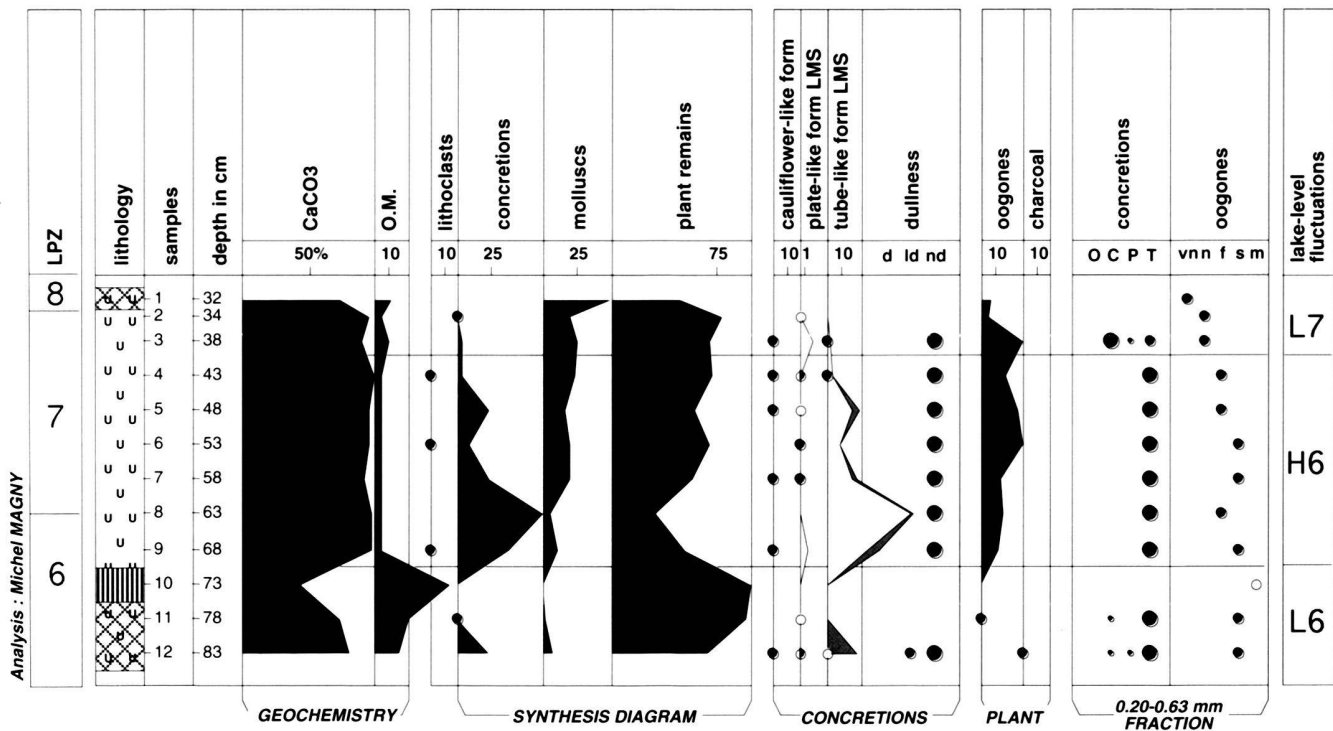 LPZ
lithology
samples
depth in cm
CaCO3
O.M.
lithoclasts
concretions
molluscs
plant remains
cauliflower-like form
plate-like form LMS
tube-like form LMS
dullness
oogones
charcoal
concretions
oogones
lake-level
fluctuations
50% 10 10 25 25 75 10 1 10 d ld nd 10 10 O C P T vn n f s m
8
7
6
u u 1 32
u u 2 34
u 3 38
u u 4 43
u u 5 48
u u 6 53
u u 7 58
u u 8 63
u 9 68
10 73
u u 11 78
u u 12 83
L7
H6
L6
GEOCHEMISTRY
SYNTHESIS DIAGRAM
CONCRETIONS
PLANT
0.20-0.63 mm
FRACTION
Analysis : Michel MAGNY